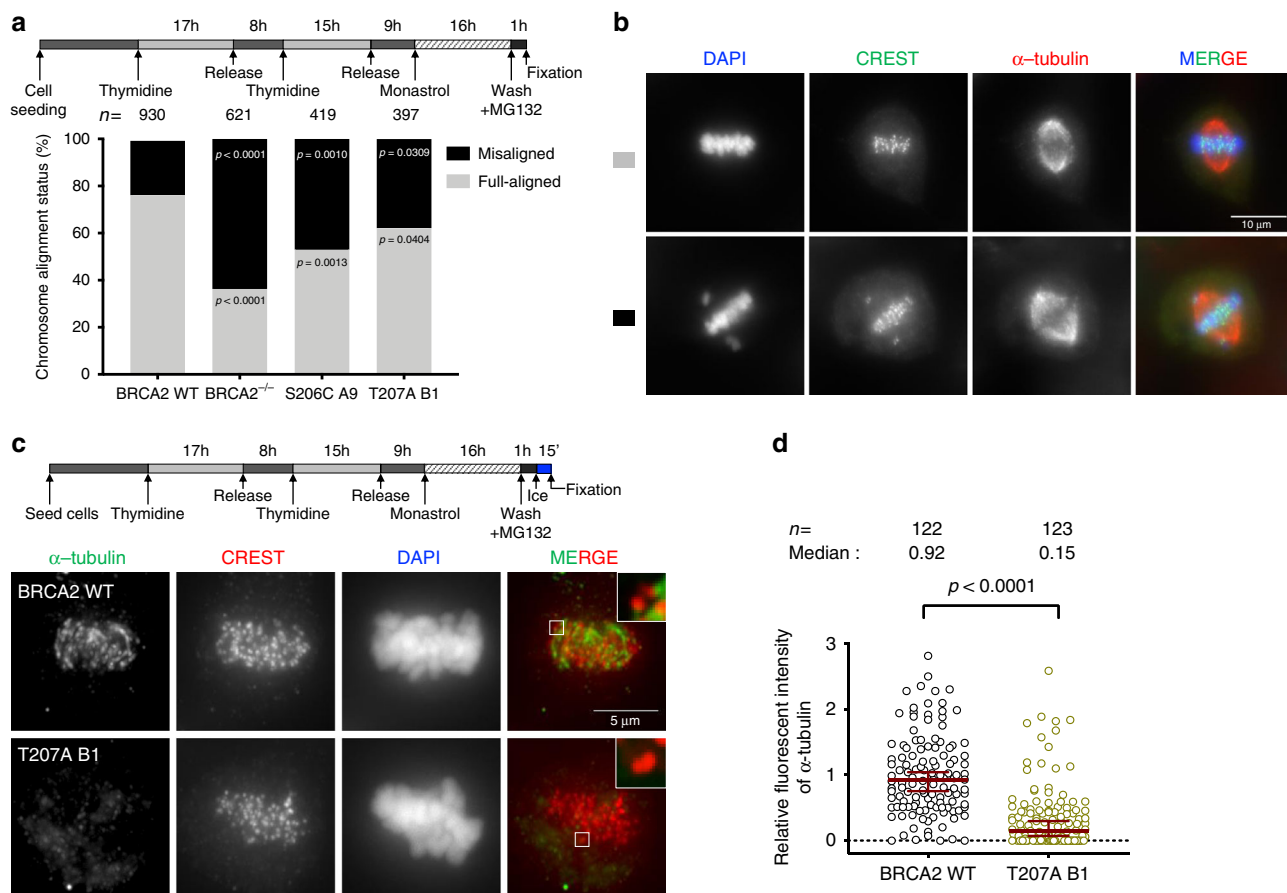 a
17h 8h 15h 9h 16h 1h
Release Release Fixation
Cell seeding Thymidine Thymidine Monastrol Wash +MG132
n= 930 621 419 397
Chromosome alignment status (%)
100
80
60
40
20
0
p < 0.0001 p = 0.0010 p = 0.0309
p < 0.0001 p = 0.0013 p = 0.0404
Misaligned
Full-aligned
BRCA2 WT BRCA2−/− S206C A9 T207A B1
b
DAPI CREST α–tubulin MERGE
10 μm
c
17h 8h 15h 9h 16h 1h 15’
Release Release Ice Fixation
Seed cells Thymidine Thymidine Monastrol Wash +MG132
α–tubulin CREST DAPI MERGE
BRCA2 WT
5 μm
T207A B1
d
n= 122 123
Median : 0.92 0.15
p < 0.0001
Relative fluorescent intensity
of α-tubulin
3
2
1
0
BRCA2 WT T207A B1